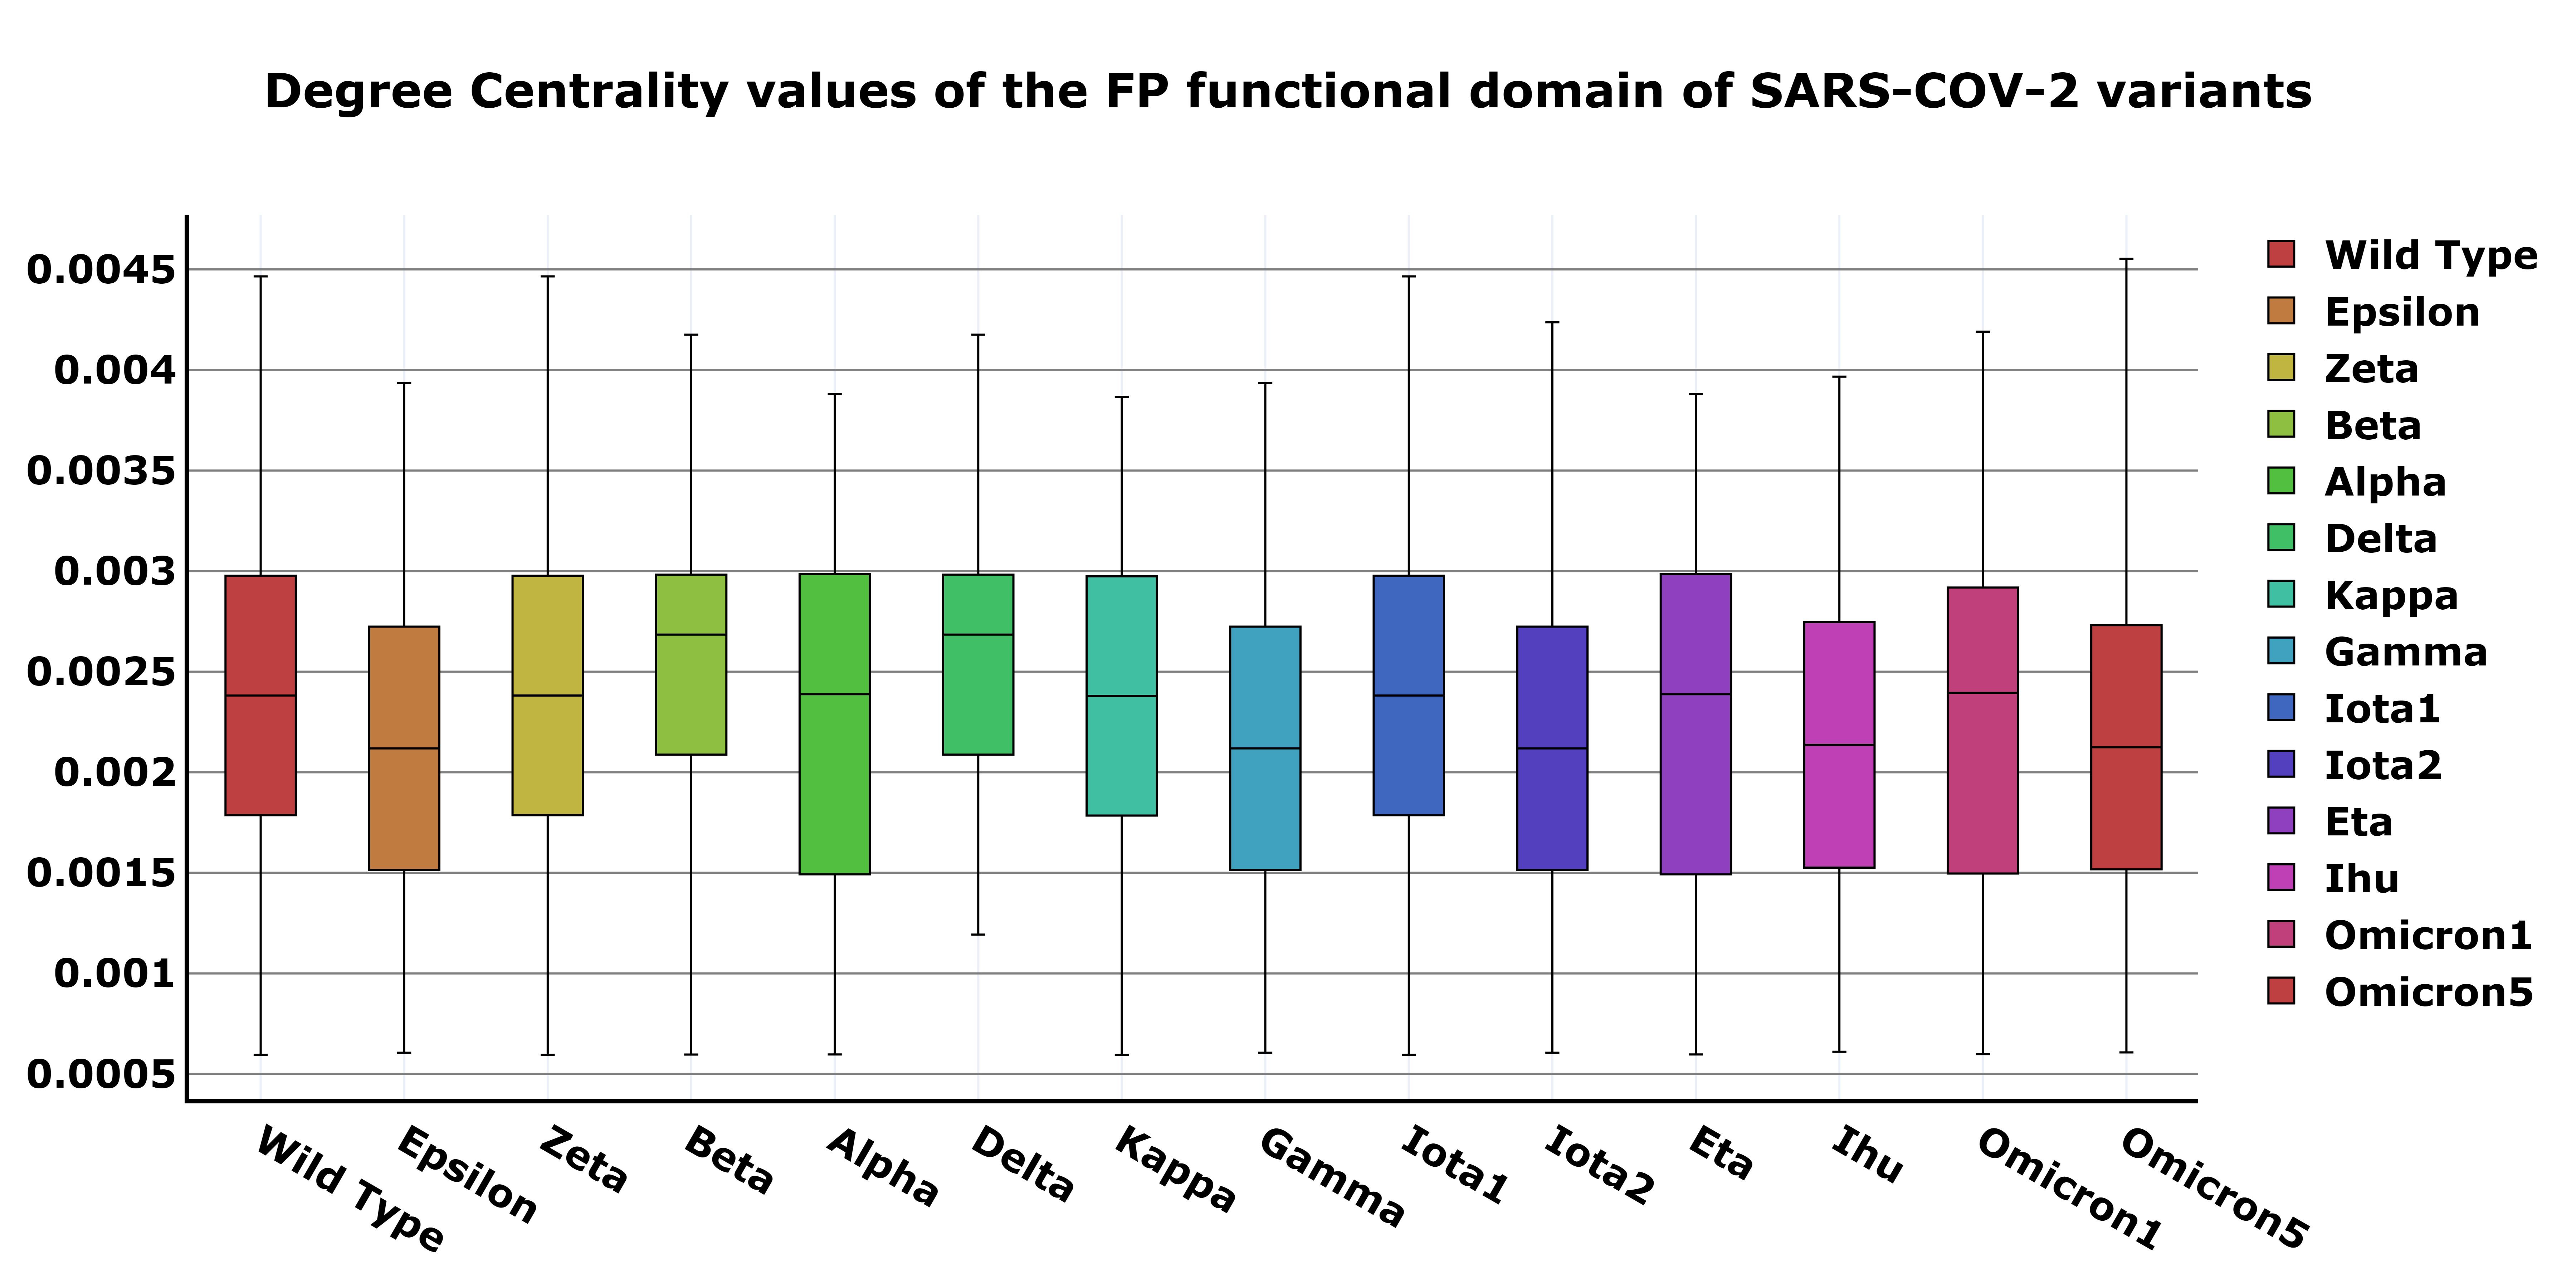 Degree Centrality values of the FP functional domain of SARS-COV-2 variants
0.0045
0.004
0.0035
0.003
0.0025
0.002
0.0015
0.001
0.0005
Wild Type
Epsilon
Zeta
Beta
Alpha
Delta
Kappa
Gamma
Iota1
Iota2
Eta
Ihu
Omicron1
Omicron5
Wild Type
Epsilon
Zeta
Beta
Alpha
Delta
Kappa
Gamma
Iota1
Iota2
Eta
Ihu
Omicron1
Omicron5